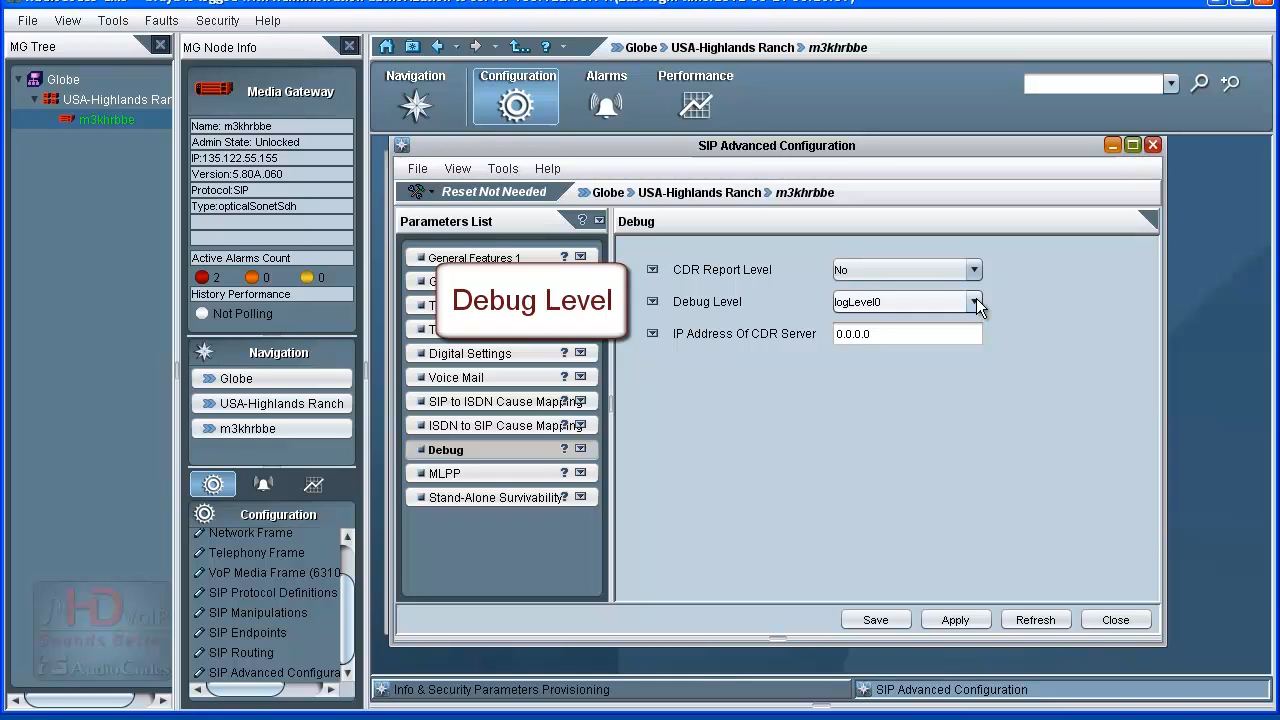 File View Tools Faults Security Help
MG Tree
Globe
USA-Highlands Ran
m3khrbbe
MG Node Info
Media Gateway
Name: m3khrbbe
Admin State: Unlocked
IP:135.122.55.155
Version:5.80A.060
Protocol:SIP
Type:opticalSonetSdh
Active Alarms Count
2 0 0
History Performance
Not Polling
Navigation
Globe
USA-Highlands Ranch
m3khrbbe
Configuration
Network Frame
Telephony Frame
VoP Media Frame (6310
SIP Protocol Definitions
SIP Manipulations
SIP Endpoints
SIP Routing
SIP Advanced Configura
HD VoIP
Sounds Better
AudioCodes
Globe USA-Highlands Ranch m3khrbbe
Navigation Configuration Alarms Performance
SIP Advanced Configuration
File View Tools Help
Reset Not Needed Globe USA-Highlands Ranch m3khrbbe
Parameters List
General Features 1
G
T
T
Digital Settings
Voice Mail
SIP to ISDN Cause Mapping
ISDN to SIP Cause Mapping
Debug
MLPP
Stand-Alone Survivability
Debug Level
Debug
CDR Report Level No
Debug Level logLevel0
IP Address Of CDR Server 0.0.0.0
Save Apply Refresh Close
Info & Security Parameters Provisioning
SIP Advanced Configuration